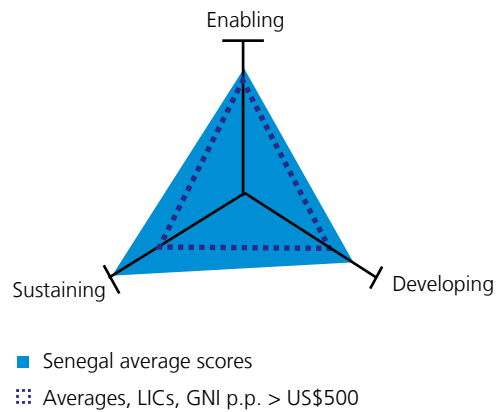 Enabling
Sustaining
Developing
Senegal average scores
Averages, LICs, GNI p.p. > US$500